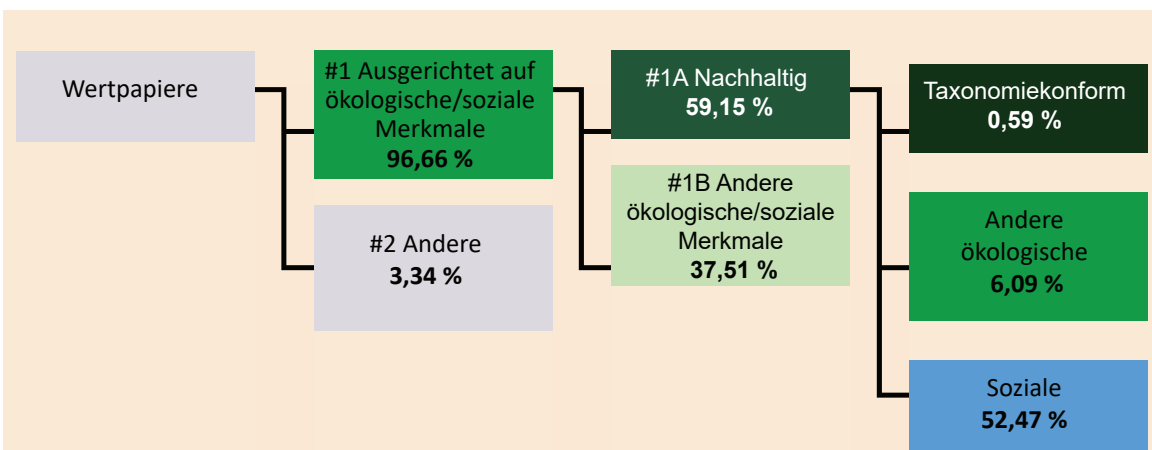 Wertpapiere
#1 Ausgerichtet auf
ökologische/soziale
Merkmale
96,66 %
#2 Andere
3,34 %
#1A Nachhaltig
59,15 %
#1B Andere
ökologische/soziale
Merkmale
37,51 %
Taxonomiekonform
0,59 %
Andere
ökologische
6,09 %
Soziale
52,47 %